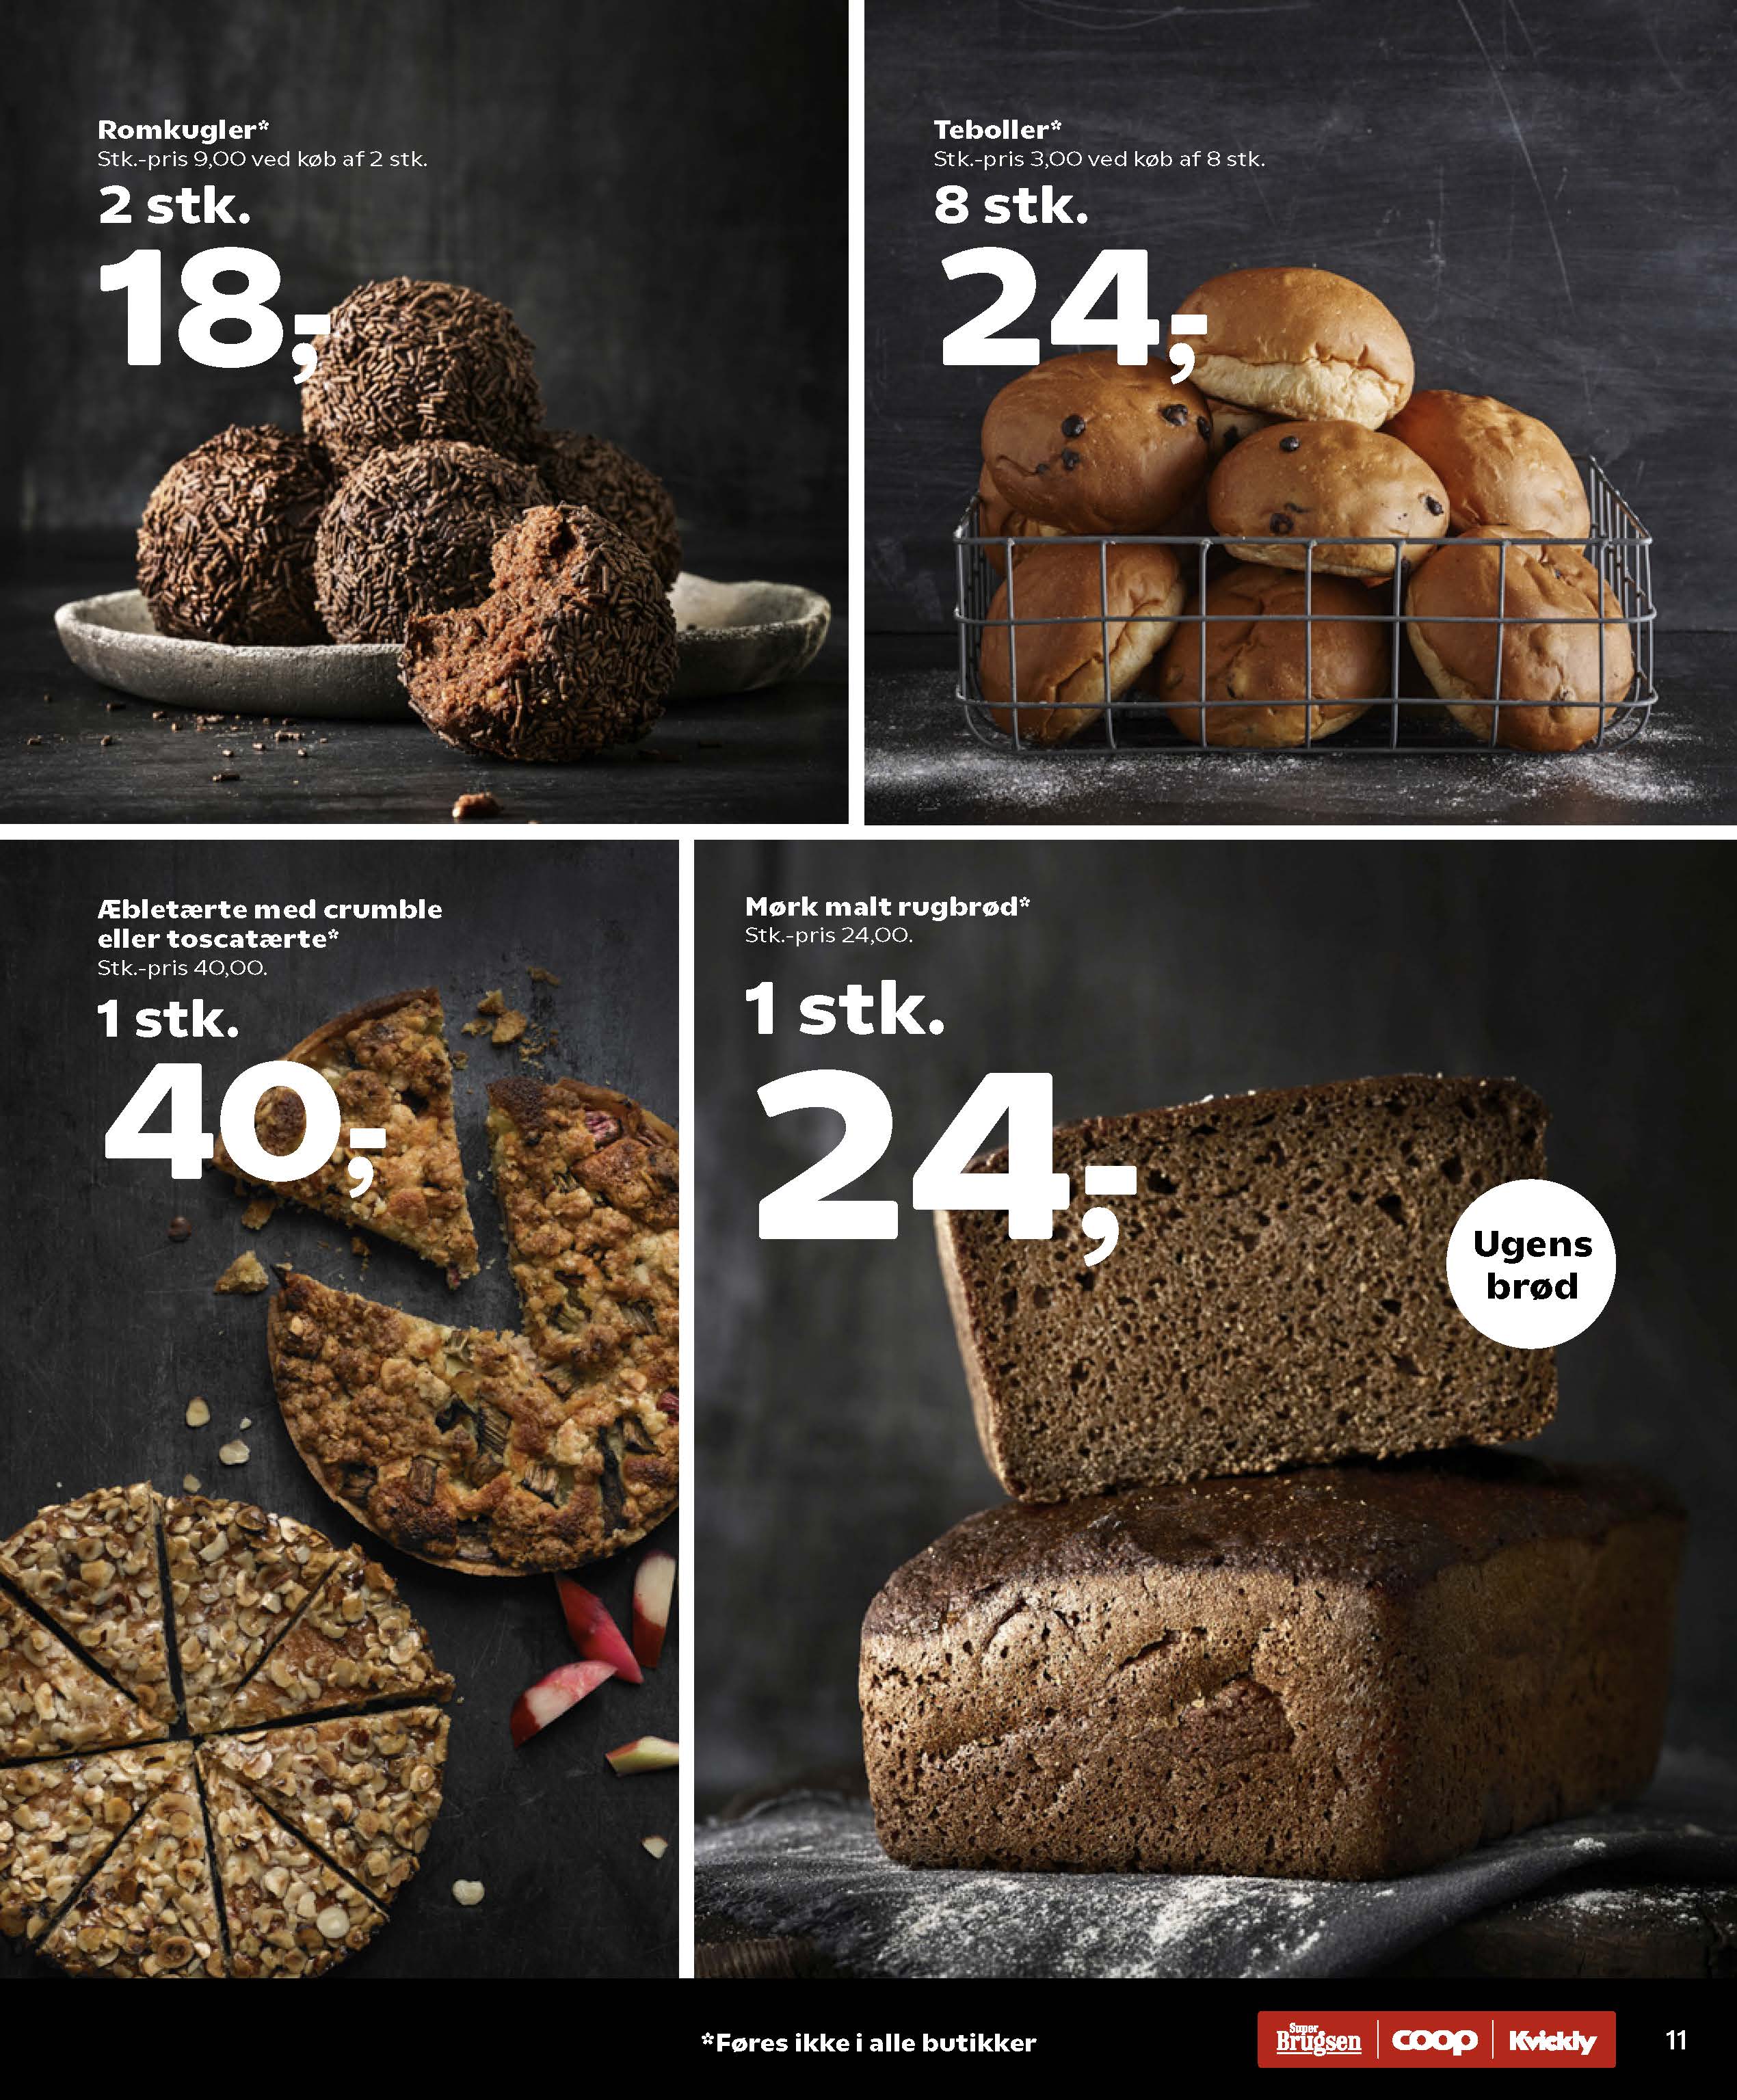 Romkugler*
Stk.-pris 9,00 ved køb af 2 stk.
2 stk.
18,-
Teboller*
Stk.-pris 3,00 ved køb af 8 stk.
8 stk.
24,-
Æbletærte med crumble
eller toscatærte*
Stk.-pris 40,00.
1 stk.
40,-
Mørk malt rugbrød*
Stk.-pris 24,00.
1 stk.
24,-
Ugens
brød
*Føres ikke i alle butikker
Super
Brugsen
coop
Kvickly
11